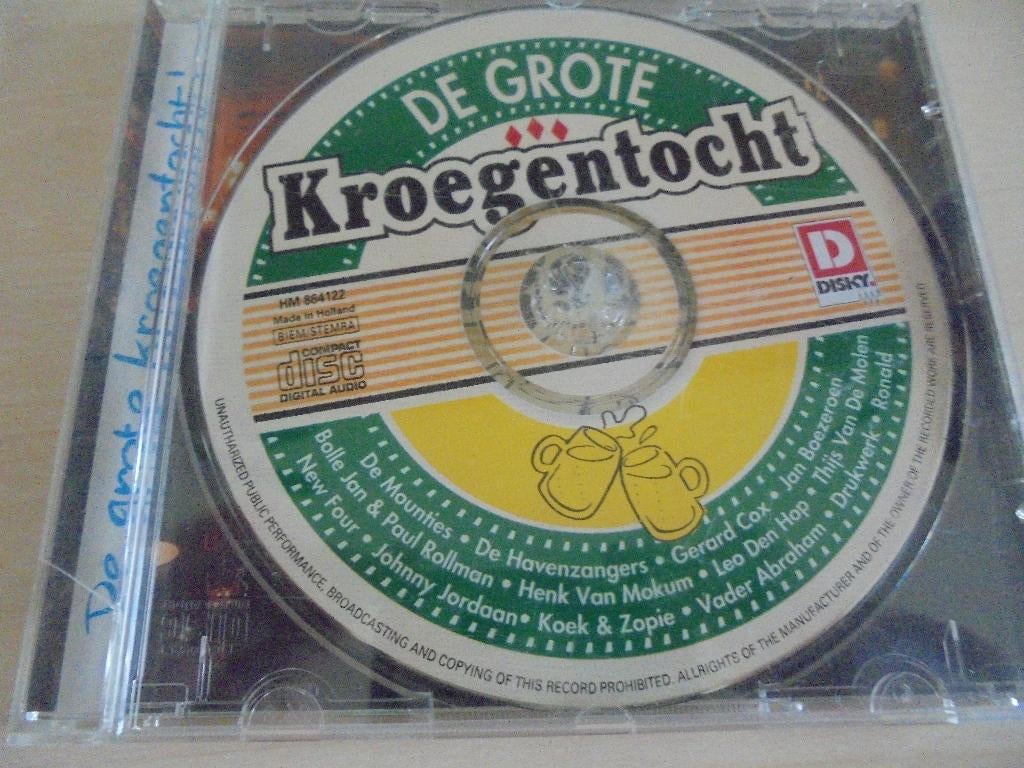 De grote kroegentocht!
DE GROTE
Kroegentocht
D
DISKY
HM 864122
Made in Holland
BIEM/STEMRA
COMPACT
disc
DIGITAL AUDIO
De Mounties • De Havenzangers • Gerard Cox • Jan Boezeroen
Bolle Jan & Paul Rollman • Henk Van Mokum • Leo Den Hop • Thijs Van De Molen
New Four • Johnny Jordaan • Koek & Zopie • Vader Abraham • Drukwerk • Ronald
UNAUTHARIZED PUBLIC PERFORMANCE, BROADCASTING AND COPYING OF THIS RECORD PROHIBITED. ALLRIGHTS OF THE MANUFACTURER AND OF THE OWNER OF THE RECORDED WORK ARE RESERVED